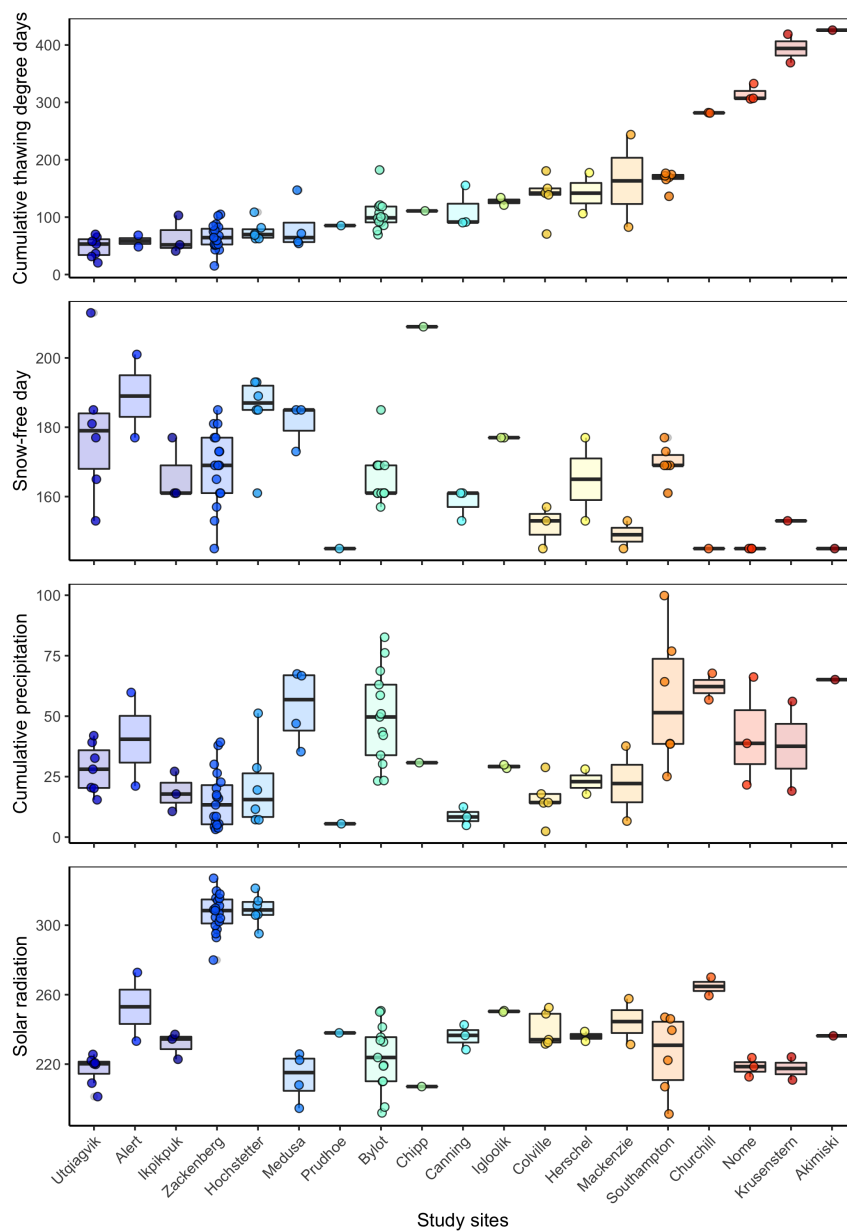 Cumulative thawing degree days
400
300
200
100
0
Snow-free day
200
180
160
Cumulative precipitation
100
75
50
25
0
Solar radiation
300
260
220
Utqiagvik
Alert
Ikpikpuk
Zackenberg
Hochstetter
Medusa
Prudhoe
Bylot
Chipp
Canning
Igloolik
Colville
Herschel
Mackenzie
Southampton
Churchill
Nome
Krusenstern
Akimiski
Study sites